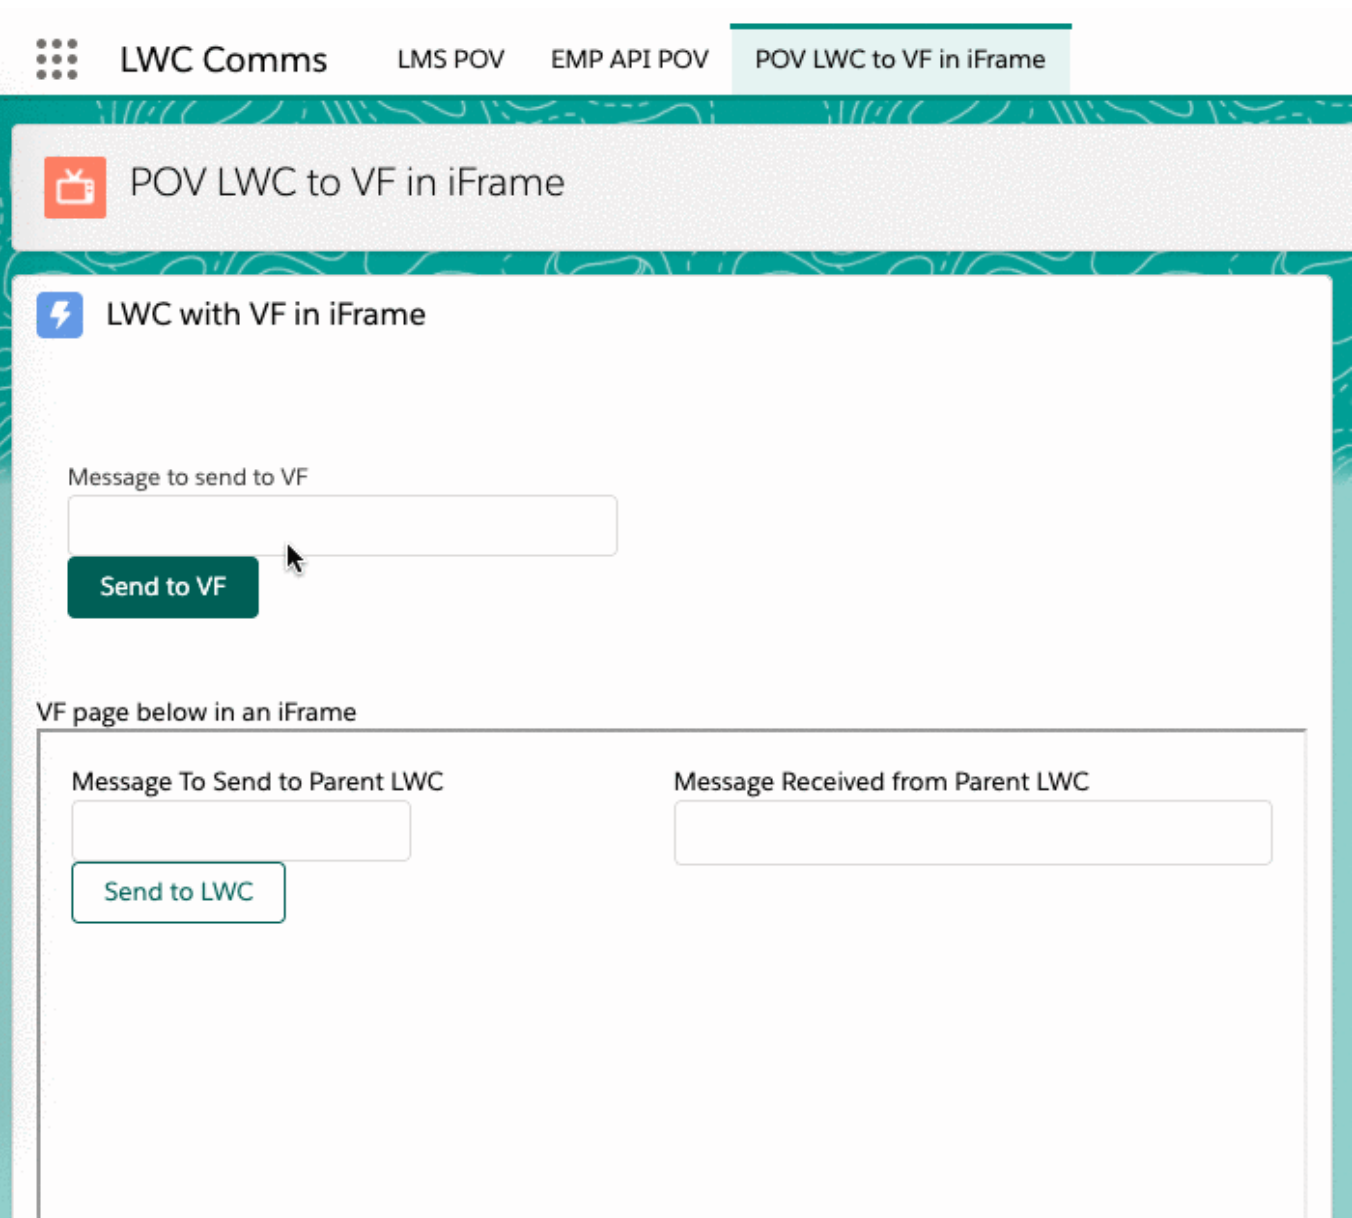 LWC Comms LMS POV EMP API POV POV LWC to VF in iFrame
POV LWC to VF in iFrame
LWC with VF in iFrame
Message to send to VF
Send to VF
VF page below in an iFrame
Message To Send to Parent LWC Message Received from Parent LWC
Send to LWC